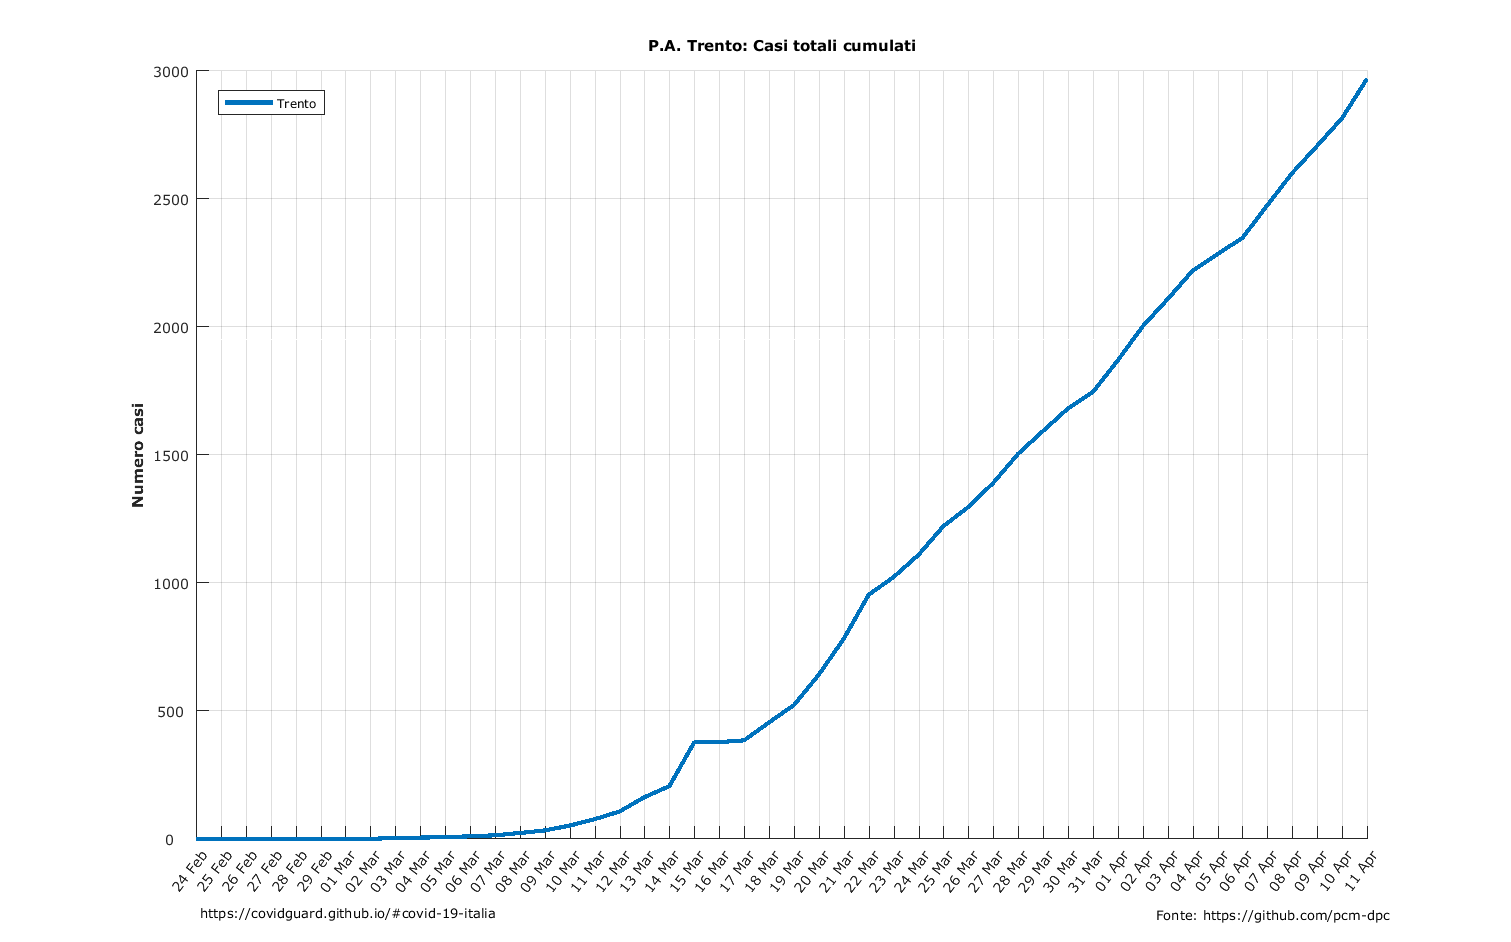 P.A. Trento: Casi totali cumulati
3000
Trento
2500
2000
1500
1000
500
0
Numero casi
24 Feb
25 Feb
26 Feb
27 Feb
28 Feb
29 Feb
01 Mar
02 Mar
03 Mar
04 Mar
05 Mar
06 Mar
07 Mar
08 Mar
09 Mar
10 Mar
11 Mar
12 Mar
13 Mar
14 Mar
15 Mar
16 Mar
17 Mar
18 Mar
19 Mar
20 Mar
21 Mar
22 Mar
23 Mar
24 Mar
25 Mar
26 Mar
27 Mar
28 Mar
29 Mar
30 Mar
31 Mar
01 Apr
02 Apr
03 Apr
04 Apr
05 Apr
06 Apr
07 Apr
08 Apr
09 Apr
10 Apr
11 Apr
https://covidguard.github.io/#covid-19-italia
Fonte: https://github.com/pcm-dpc